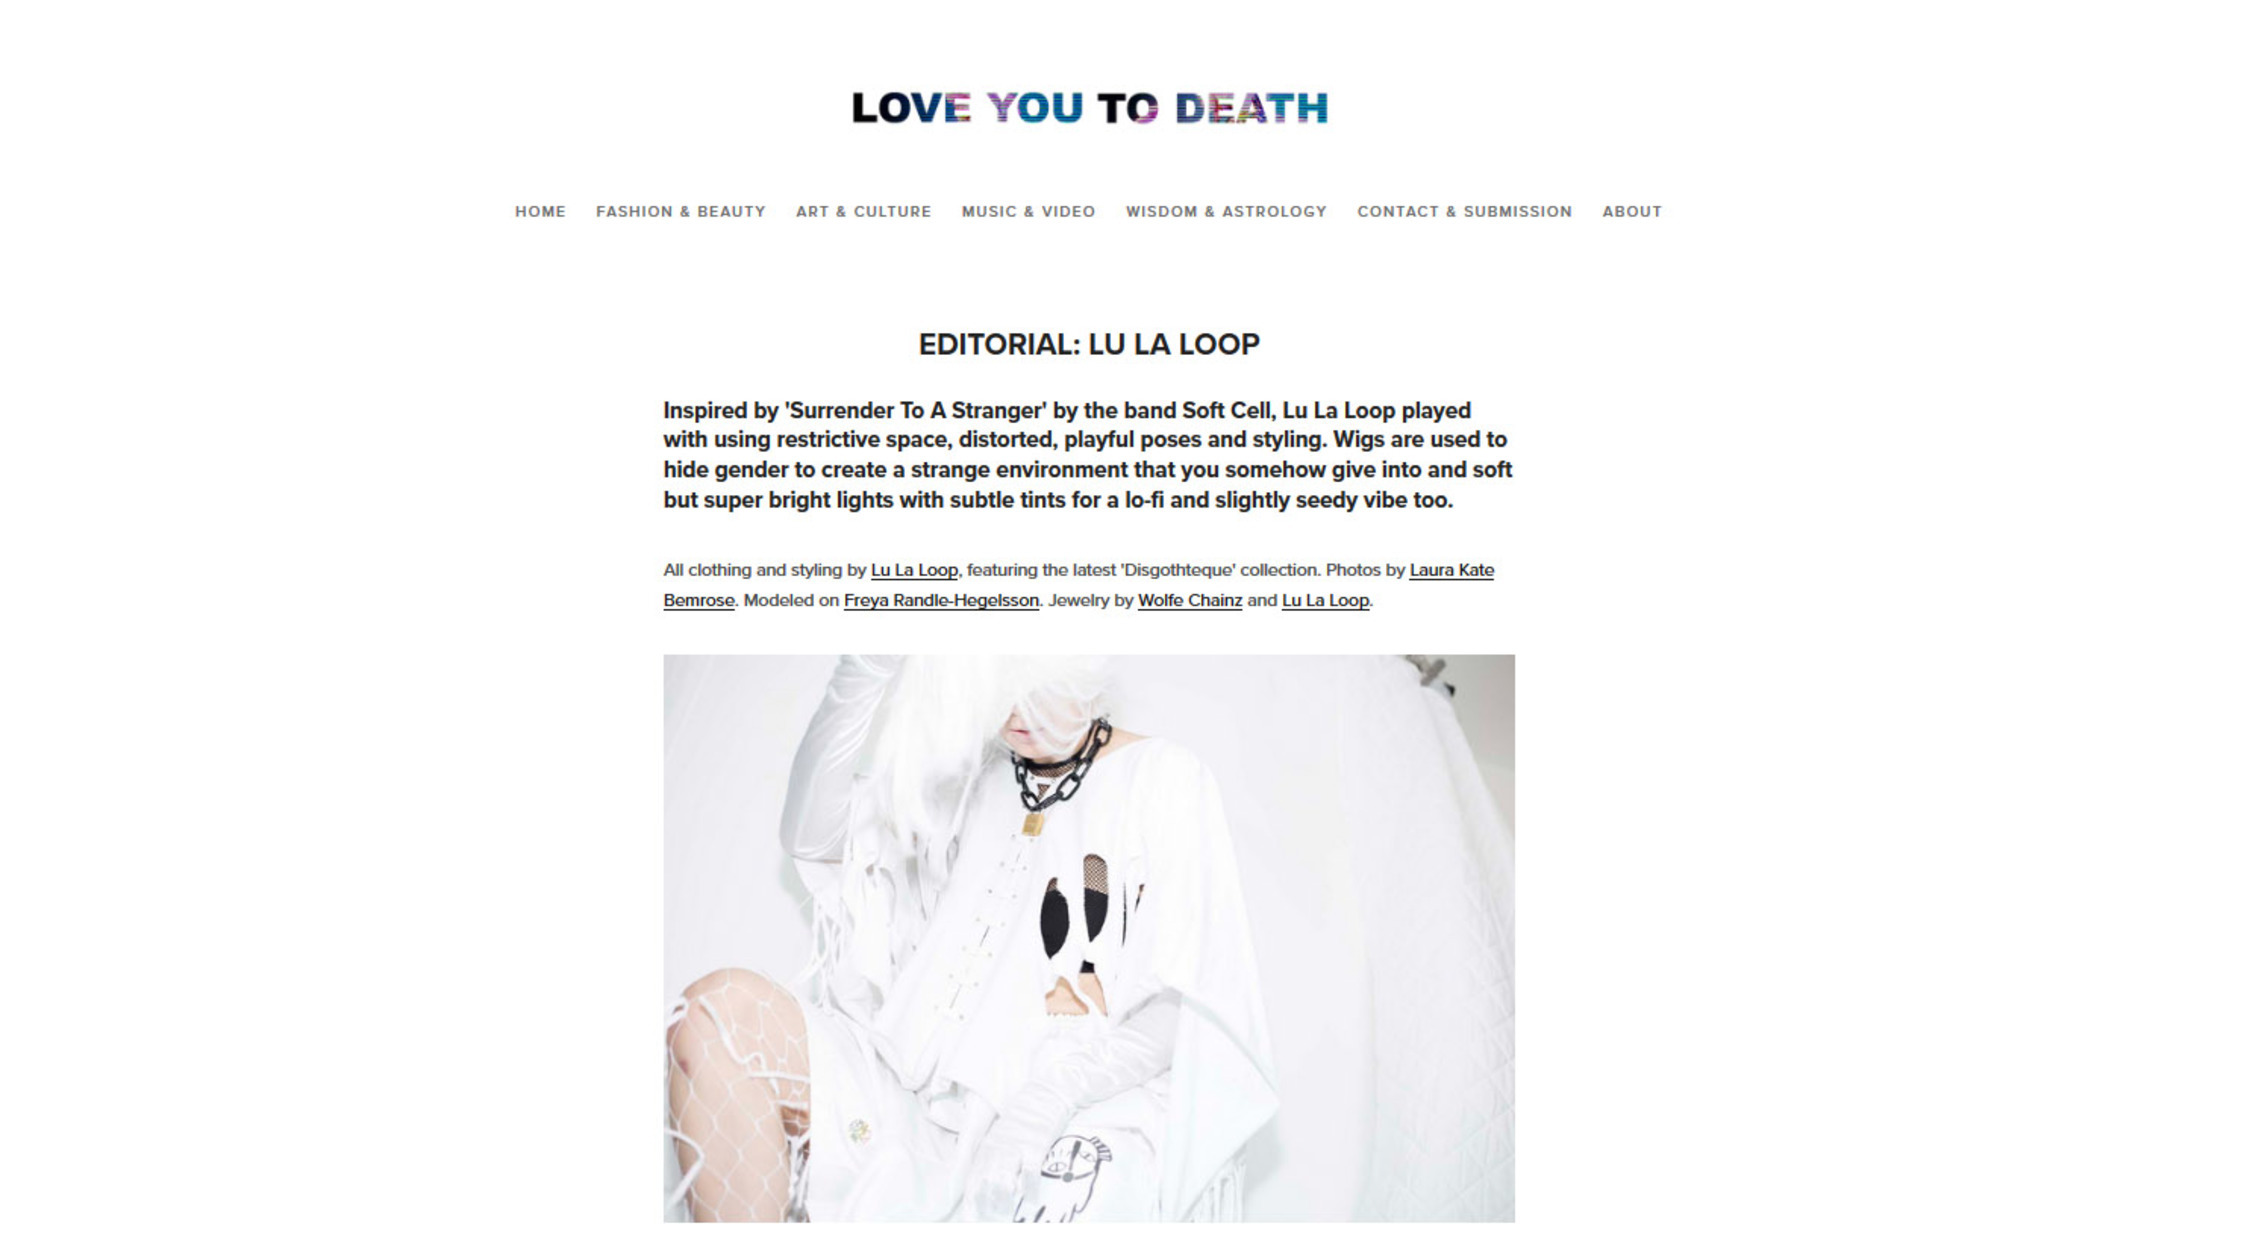 LOVE YOU TO DEATH
HOME FASHION & BEAUTY ART & CULTURE MUSIC & VIDEO WISDOM & ASTROLOGY CONTACT & SUBMISSION ABOUT
EDITORIAL: LU LA LOOP
Inspired by 'Surrender To A Stranger' by the band Soft Cell, Lu La Loop played
with using restrictive space, distorted, playful poses and styling. Wigs are used to
hide gender to create a strange environment that you somehow give into and soft
but super bright lights with subtle tints for a lo-fi and slightly seedy vibe too.
All clothing and styling by Lu La Loop, featuring the latest 'Disgothteque' collection. Photos by Laura Kate
Bemrose. Modeled on Freya Randle-Hegelsson. Jewelry by Wolfe Chainz and Lu La Loop.